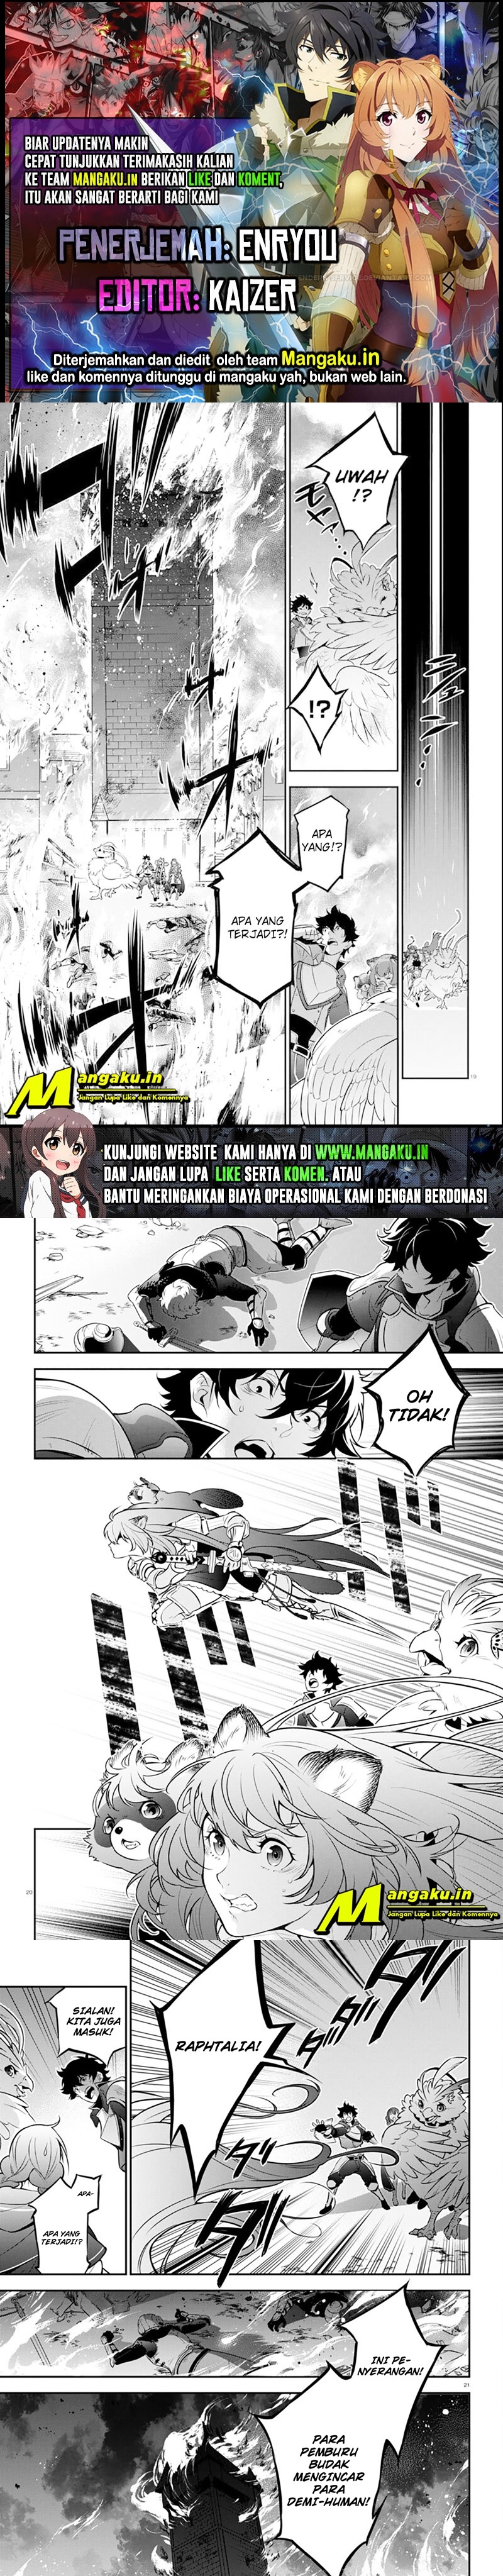 BIAR UPDATENYA MAKIN
CEPAT TUNJUKKAN TERIMAKASIH KALIAN
KE TEAM MANGAKU.IN BERIKAN LIKE DAN KOMENT,
ITU AKAN SANGAT BERARTI BAGI KAMI
PENERJEMAH: ENRYOU
EDITOR: KAIZER
Diterjemahkan dan diedit oleh team Mangaku.in
like dan komennya ditunggu di mangaku yah, bukan web lain.
UWAH
!?
!?
APA
YANG!?
APA YANG
TERJADI?!
19
Mangaku.in
Jangan Lupa Like dan Komennya
KUNJUNGI WEBSITE KAMI HANYA DI WWW.MANGAKU.IN
DAN JANGAN LUPA LIKE SERTA KOMEN. ATAU
BANTU MERINGANKAN BIAYA OPERASIONAL KAMI DENGAN BERDONASI
OH
TIDAK!
20
Mangaku.in
Jangan Lupa Like dan Komennya
RAPHTALIA!
SIALAN!
KITA JUGA
MASUK!
APA-
APA YANG
TERJADI!?
INI PE-
NYERANGAN!
21
PARA
PEMBURU
BUDAK
MENGINCAR
PARA
DEMI-HUMAN!